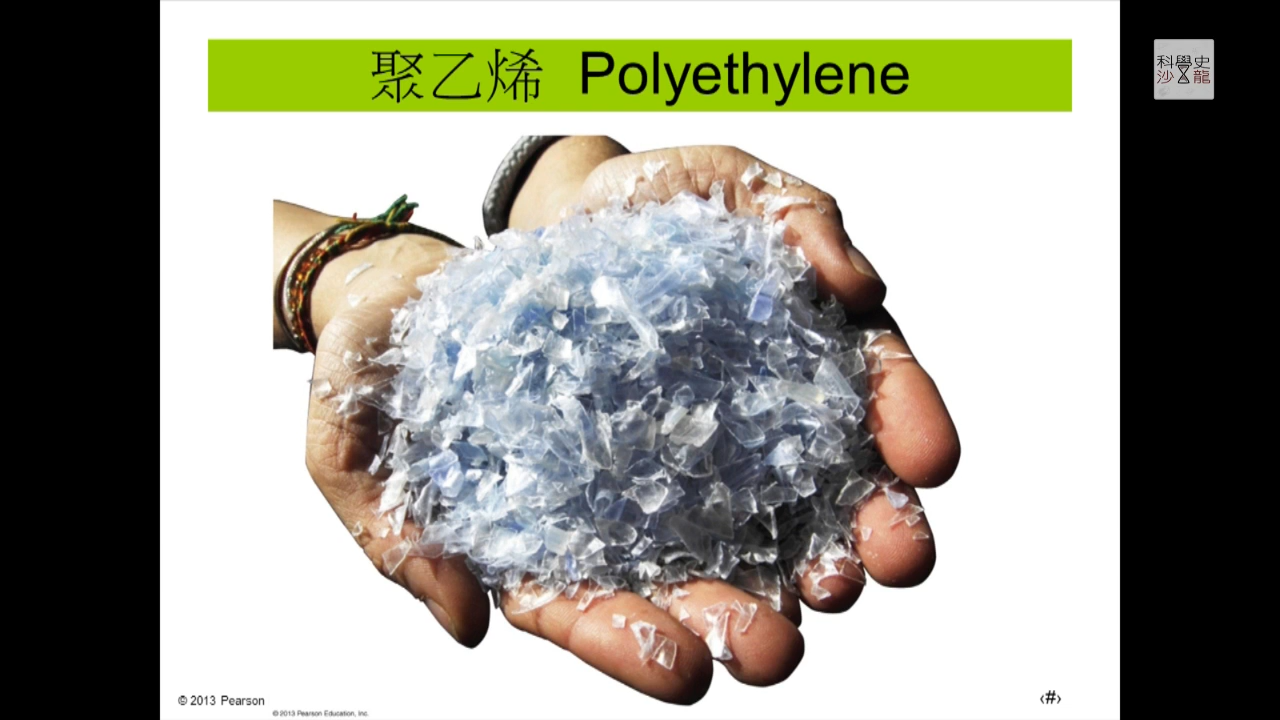 聚乙烯 Polyethylene
科學史
沙龍
© 2013 Pearson
© 2013 Pearson Education, Inc.
‹#›